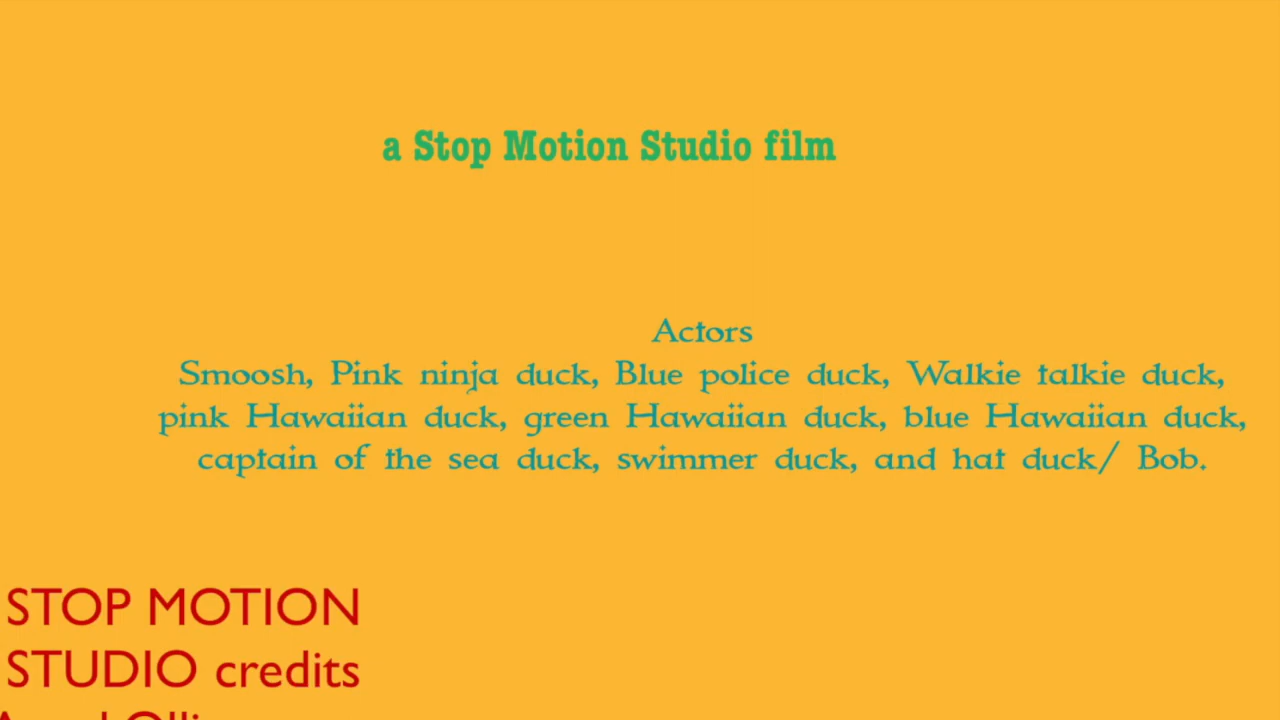 a Stop Motion Studio film
Actors
Smoosh, Pink ninja duck, Blue police duck, Walkie talkie duck,
pink Hawaiian duck, green Hawaiian duck, blue Hawaiian duck,
captain of the sea duck, swimmer duck, and hat duck/ Bob.
STOP MOTION
STUDIO credits